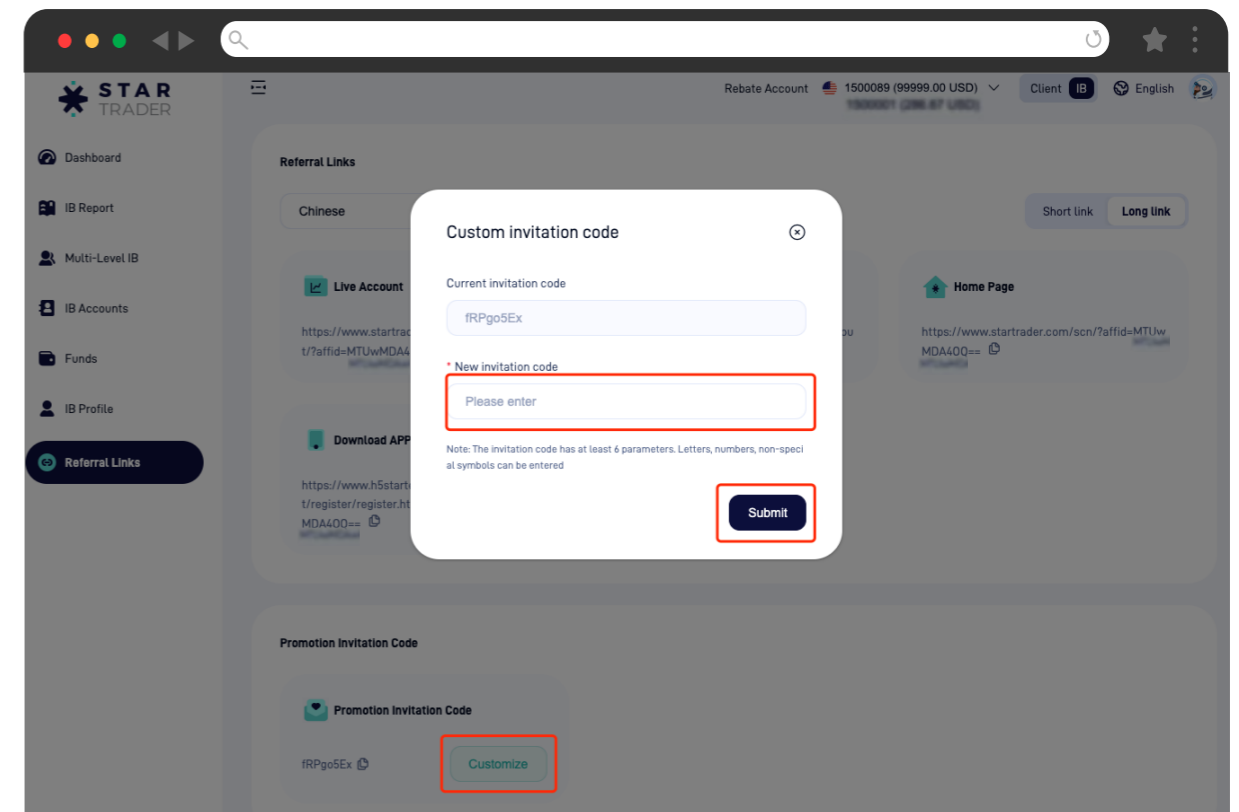 STAR
TRADER
Rebate Account
1500089 (99999.00 USD)
Client
IB
English
Dashboard
IB Report
Multi-Level IB
IB Accounts
Funds
IB Profile
Referral Links
Referral Links
Chinese
Short link
Long link
Live Account
https://www.startrad
t/?affid=MTUwMDA4
Home Page
https://www.startrader.com/scn/?affid=MTUw
MDA4OQ==
Download APP
https://www.h5start
t/register/register.ht
MDA4OQ==
Custom invitation code
Current invitation code
fRPgo5Ex
* New invitation code
Please enter
Note: The invitation code has at least 6 parameters. Letters, numbers, non-speci
al symbols can be entered
Submit
Promotion Invitation Code
Promotion Invitation Code
fRPgo5Ex
Customize